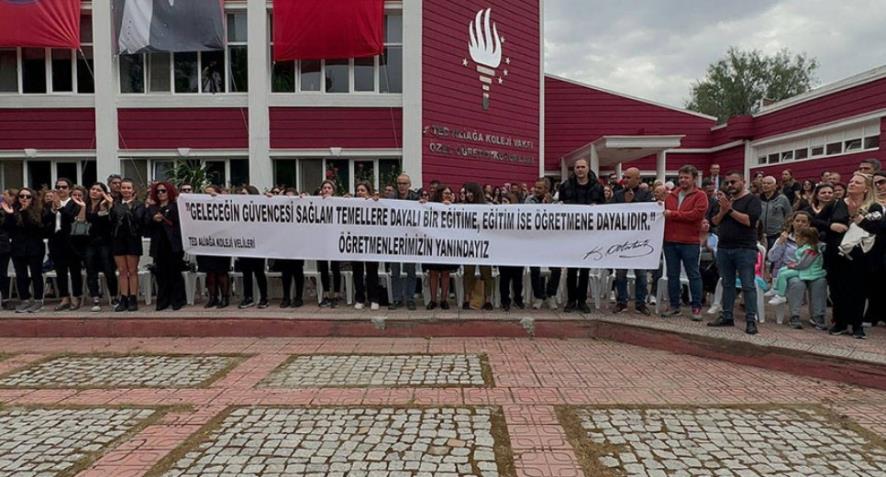 TED ALİAĞA KOLEJİ VAKFI
ÖZEL
"GELECEĞİN GÜVENCESİ SAĞLAM TEMELLERE DAYALI BİR EĞİTİME, EĞİTİM İSE ÖĞRETMENE DAYALIDIR."
TED ALİAĞA KOLEJİ VELİLERİ
ÖĞRETMENLERİMİZİN YANINDAYIZ
K. Atatürk